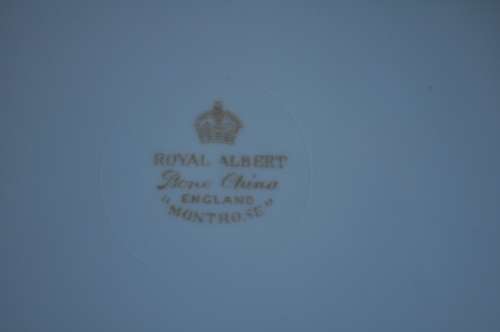 ROYAL ALBERT
Bone China
ENGLAND
"MONTROSE"